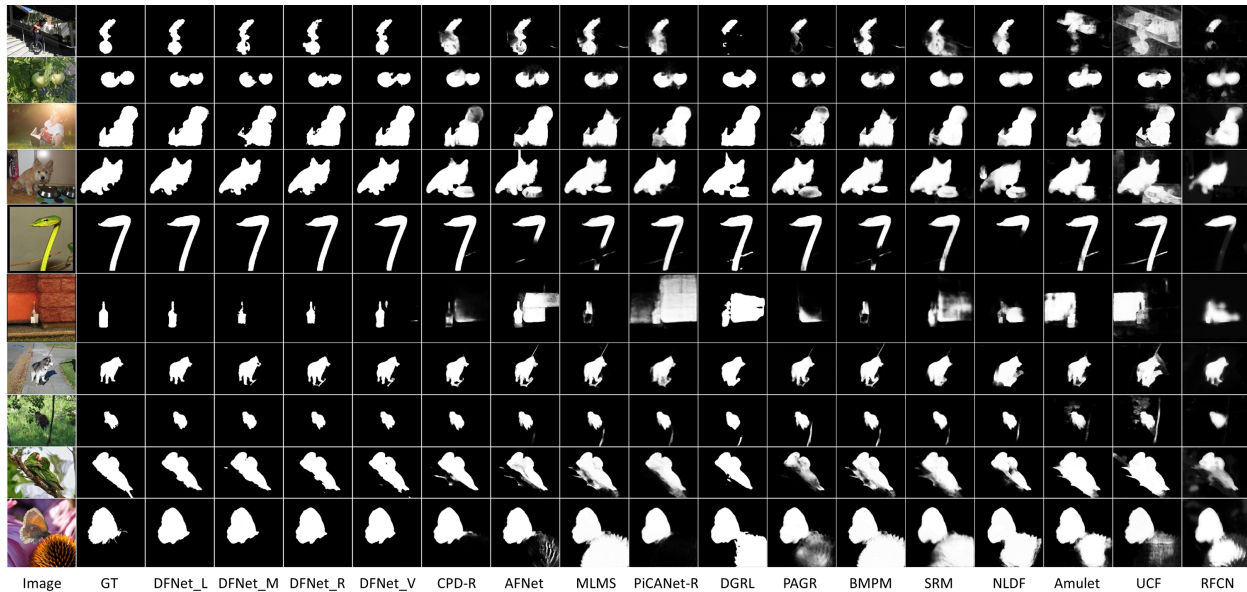 Image GT DFNet_L DFNet_M DFNet_R DFNet_V CPD-R AFNet MLMS PiCANet-R DGRL PAGR BMPM SRM NLDF Amulet UCF RFCN